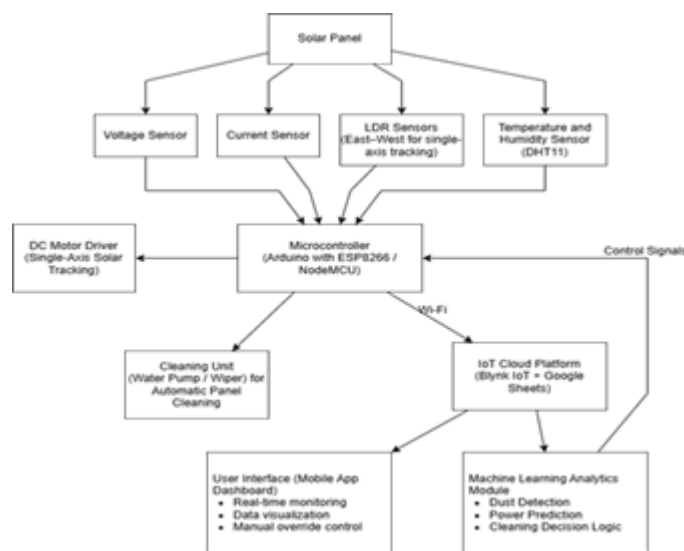 Solar Panel
Voltage Sensor
Current Sensor
LDR Sensors
(East–West for single-
axis tracking)
Temperature and
Humidity Sensor
(DHT11)
DC Motor Driver
(Single-Axis Solar
Tracking)
Microcontroller
(Arduino with ESP8266 /
NodeMCU)
Control Signals
Wi-Fi
Cleaning Unit
(Water Pump / Wiper) for
Automatic Panel
Cleaning
IoT Cloud Platform
(Blynk IoT + Google
Sheets)
User Interface (Mobile App
Dashboard)
▪ Real-time monitoring
▪ Data visualization
▪ Manual override control
Machine Learning Analytics
Module
▪ Dust Detection
▪ Power Prediction
▪ Cleaning Decision Logic